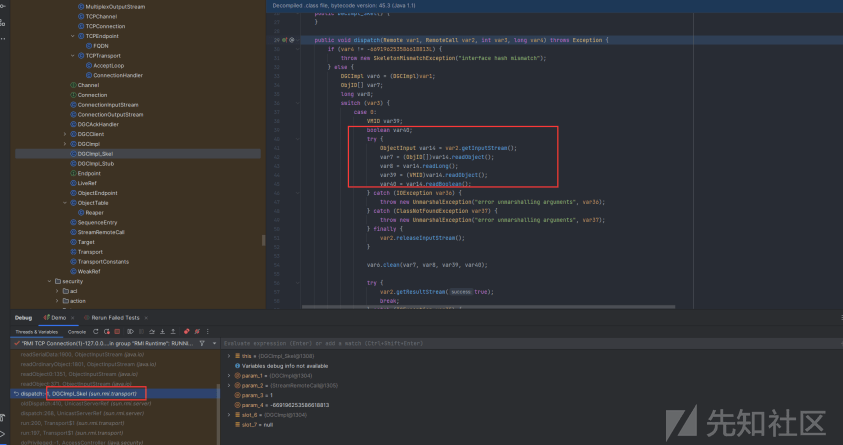 MultiplexOutputStream
TCPChannel
TCPConnection
TCPEndpoint
FQDN
TCPTransport
AcceptLoop
ConnectionHandler
Channel
Connection
ConnectionInputStream
ConnectionOutputStream
DGCAckHandler
DGCClient
DGCImpl
DGCImpl_Skel
DGCImpl_Stub
Endpoint
LiveRef
ObjectEndpoint
ObjectTable
Reaper
SequenceEntry
StreamRemoteCall
Target
Transport
TransportConstants
WeakRef
security
acl
action
Decompiled .class file, bytecode version: 45.3 (Java 1.1)
}
public void dispatch(Remote var1, RemoteCall var2, int var3, long var4) throws Exception {
if (var4 != -669196253586618813L) {
throw new SkeletonMismatchException("interface hash mismatch");
} else {
DGCImpl var6 = (DGCImpl)var1;
ObjID[] var7;
long var8;
switch (var3) {
case 0:
VMID var39;
boolean var40;
try {
ObjectInput var14 = var2.getInputStream();
var7 = (ObjID[])var14.readObject();
var8 = var14.readLong();
var39 = (VMID)var14.readObject();
var40 = var14.readBoolean();
} catch (IOException var36) {
throw new UnmarshalException("error unmarshalling arguments", var36);
} catch (ClassNotFoundException var37) {
throw new UnmarshalException("error unmarshalling arguments", var37);
} finally {
var2.releaseInputStream();
}
var6.clean(var7, var8, var39, var40);
try {
var2.getResultStream( success: true);
break;
Debug Demo × Rerun Failed Tests ×
Threads & Variables Console
"RMI TCP Connection(1)-127.0.0...in group "RMI Runtime": RUNNI...
Evaluate expression (Enter) or add a watch (Ctrl+Shift+Enter)
readSerialData:1900, ObjectInputStream (java.io)
readOrdinaryObject:1801, ObjectInputStream (java.io)
readObject0:1351, ObjectInputStream (java.io)
readObject:371, ObjectInputStream (java.io)
dispatch:-1, DGCImpl_Skel (sun.rmi.transport)
oldDispatch:410, UnicastServerRef (sun.rmi.server)
dispatch:268, UnicastServerRef (sun.rmi.server)
run:200, Transport$1 (sun.rmi.transport)
run:197, Transport$1 (sun.rmi.transport)
this = {DGCImpl_Skel@1308}
Variables debug info not available
param_1 = {DGCImpl@1304}
param_2 = {StreamRemoteCall@1305}
param_3 = 1
param_4 = -669196253586618813
slot_6 = {DGCImpl@1304}
slot_7 = null
先知社区